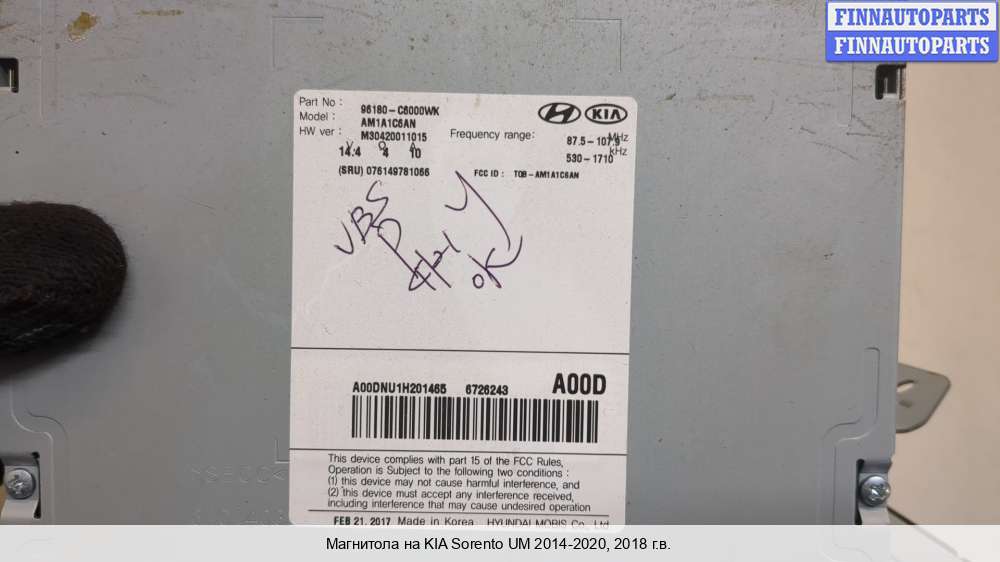 FINNAUTOPARTS
FINNAUTOPARTS
Part No : 96180-C6000WK
Model : AM1A1C6AN
HW ver : M30420011015
HYUNDAI KIA
Frequency range: 87.5-107.9 MHz
530-1710 kHz
14.4 V 4 Ω 10 A
(SRU) 076149781066
FCC ID : TQ8-AM1A1C6AN
OK
A00DNU1H201465 6726243 A00D
This device complies with part 15 of the FCC Rules,
Operation is Subject to the following two conditions :
(1) this device may not cause harmful interference, and
(2) this device must accept any interference received,
including interference that may cause undesired operation
FEB 21. 2017 Made in Korea HYUNDAI MOBIS Co., Ltd
Магнитола на KIA Sorento UM 2014-2020, 2018 г.в.